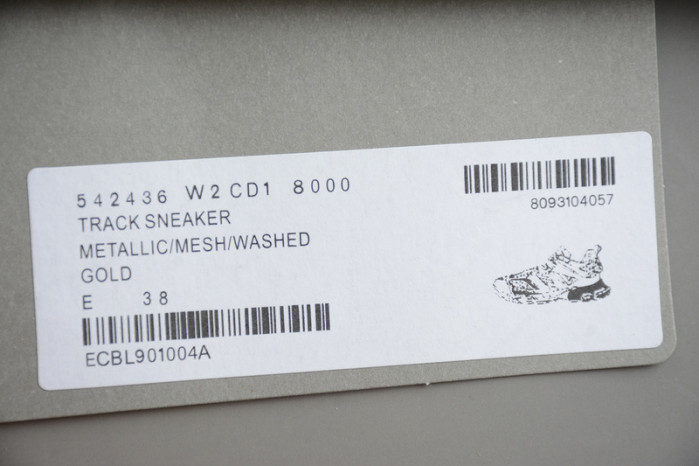 542436 W2CD1 8000
TRACK SNEAKER
METALLIC/MESH/WASHED
GOLD
E 38
ECBL901004A
8093104057